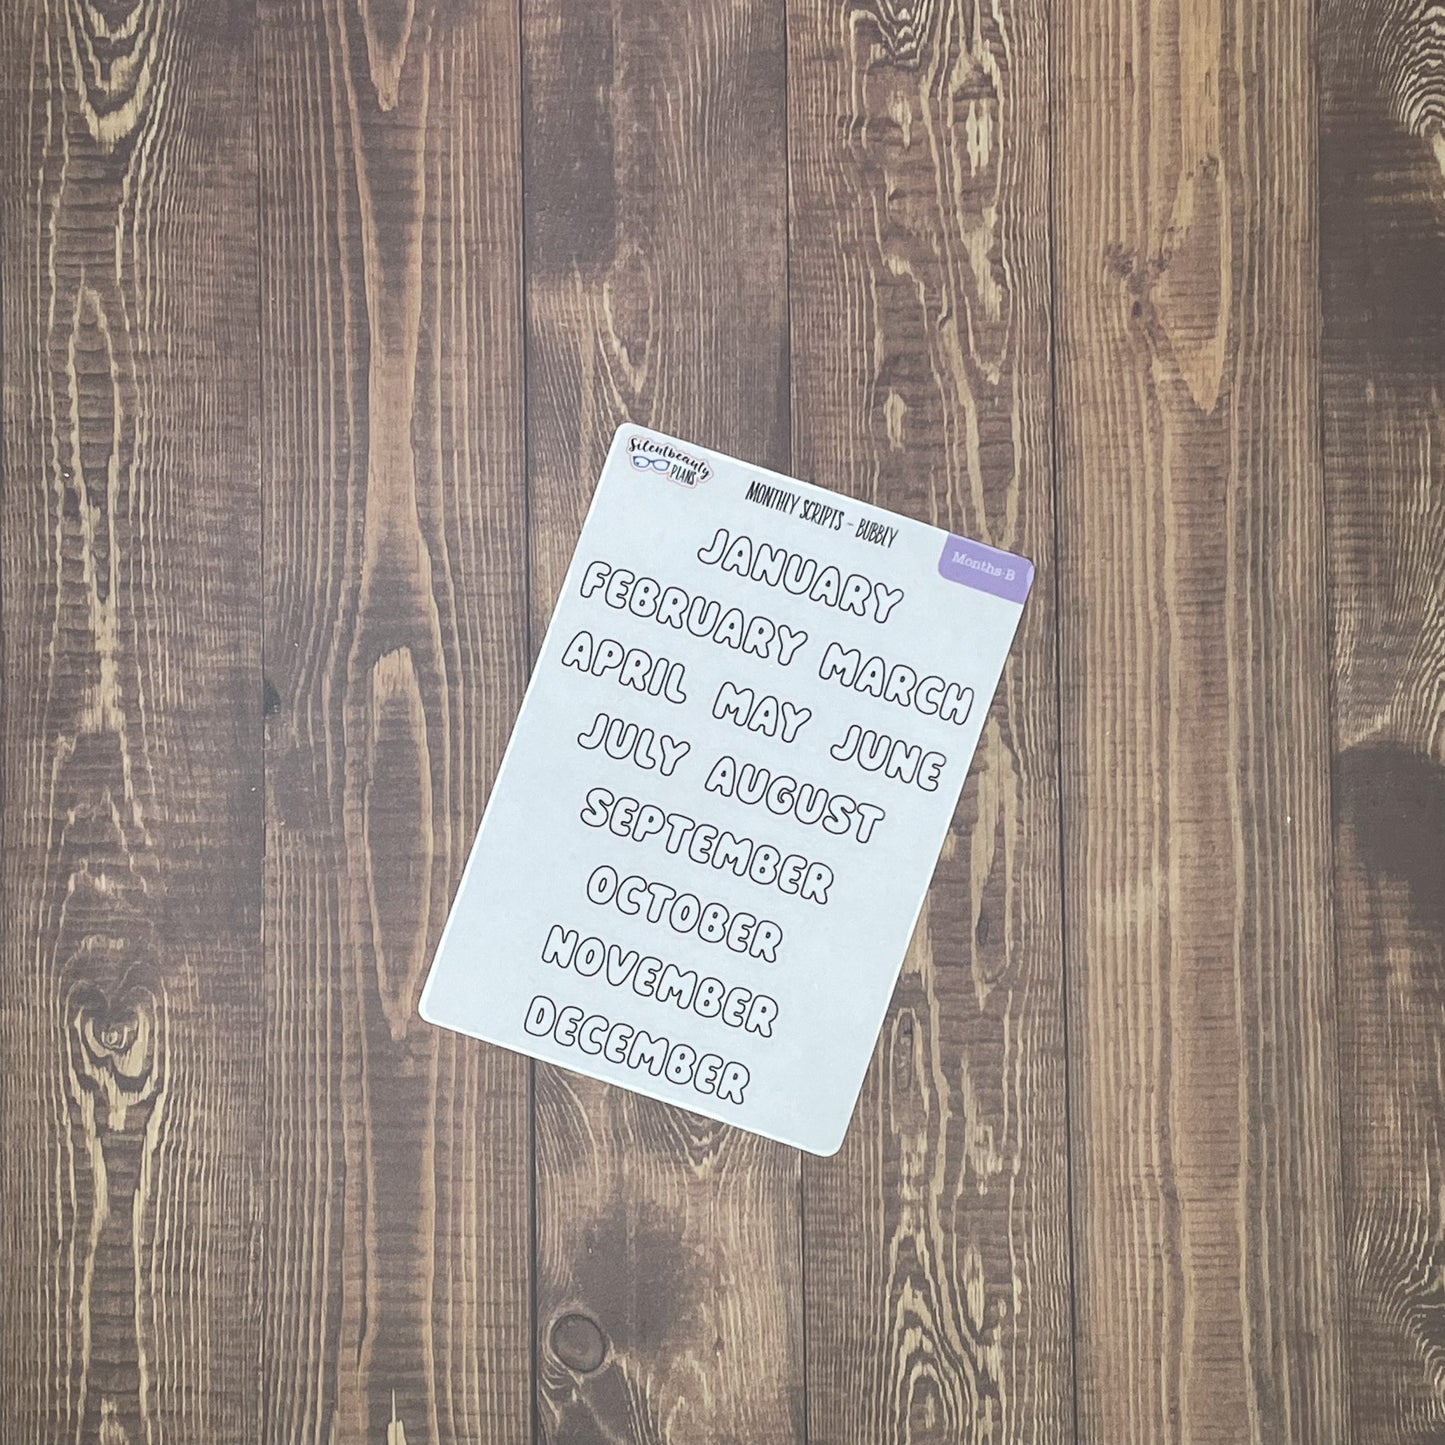 Silentbeauty
PLANS
MONTHLY SCRIPTS - BUBBLY
Months-B
JANUARY
FEBRUARY MARCH
APRIL MAY JUNE
JULY AUGUST
SEPTEMBER
OCTOBER
NOVEMBER
DECEMBER